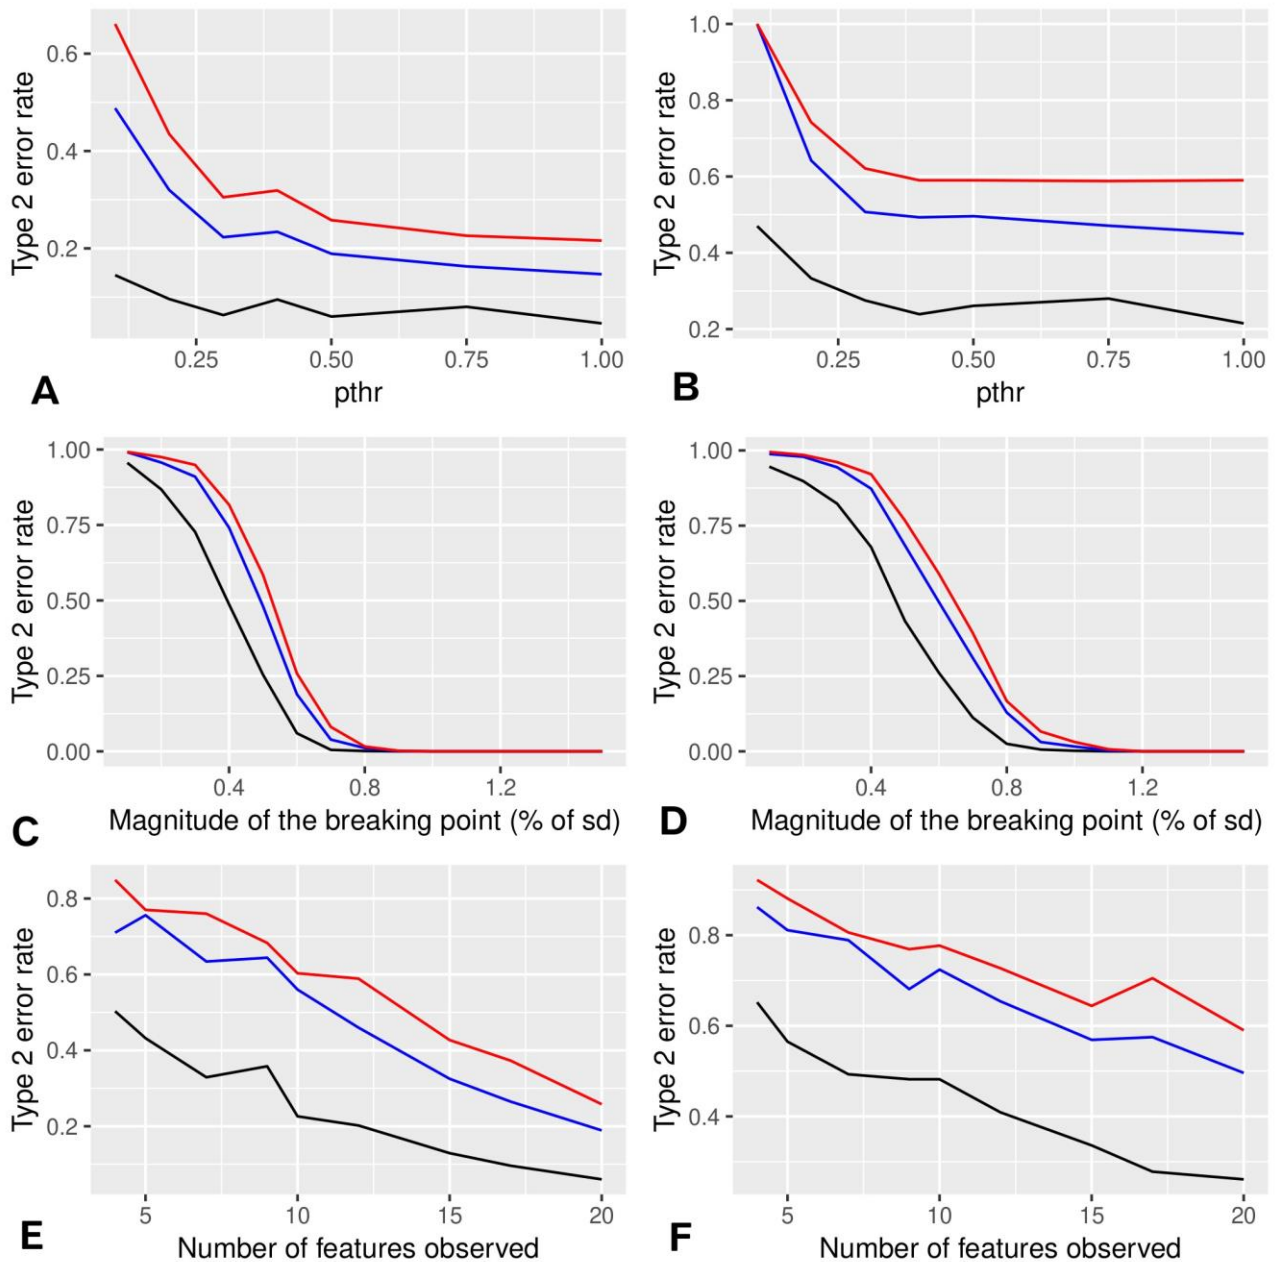 Type 2 error rate
0.6
0.4
0.2
0.25 0.50 0.75 1.00
pthr
A
Type 2 error rate
1.0
0.8
0.6
0.4
0.2
0.25 0.50 0.75 1.00
pthr
B
Type 2 error rate
1.00
0.75
0.50
0.25
0.00
0.4 0.8 1.2
Magnitude of the breaking point (% of sd)
C
Type 2 error rate
1.00
0.75
0.50
0.25
0.00
0.4 0.8 1.2
Magnitude of the breaking point (% of sd)
D
Type 2 error rate
0.8
0.6
0.4
0.2
5 10 15 20
Number of features observed
E
Type 2 error rate
0.8
0.6
0.4
5 10 15 20
Number of features observed
F